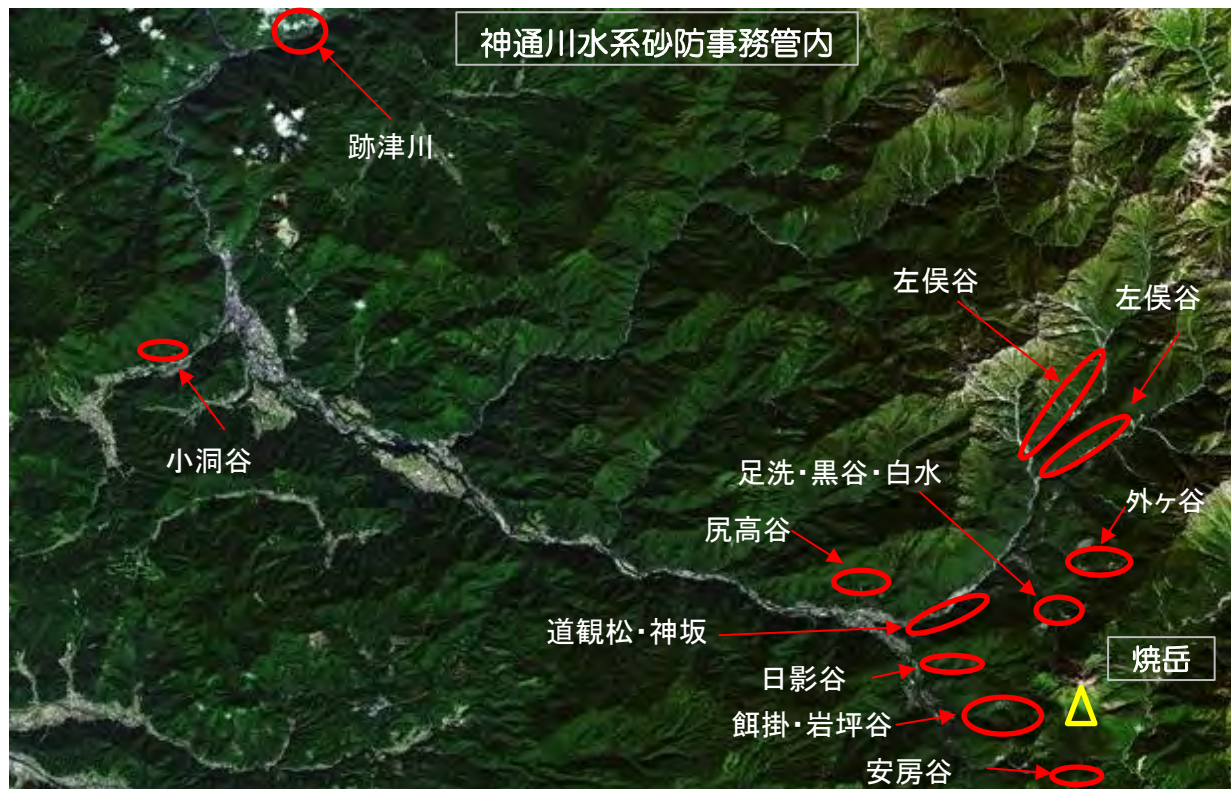 神通川水系砂防事務管内
跡津川
左俣谷
左俣谷
小洞谷
足洗・黒谷・白水
外ヶ谷
尻高谷
道観松・神坂
焼岳
日影谷
餌掛・岩坪谷
安房谷